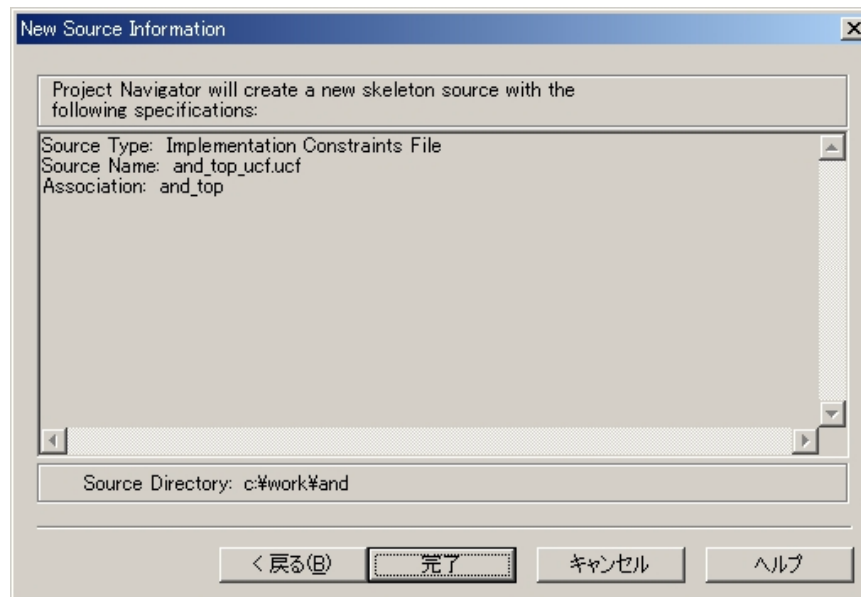 New Source Information
Project Navigator will create a new skeleton source with the
following specifications:
Source Type: Implementation Constraints File
Source Name: and_top_ucf.ucf
Association: and_top
Source Directory: c:¥work¥and
< 戻る(B)
完了
キャンセル
ヘルプ